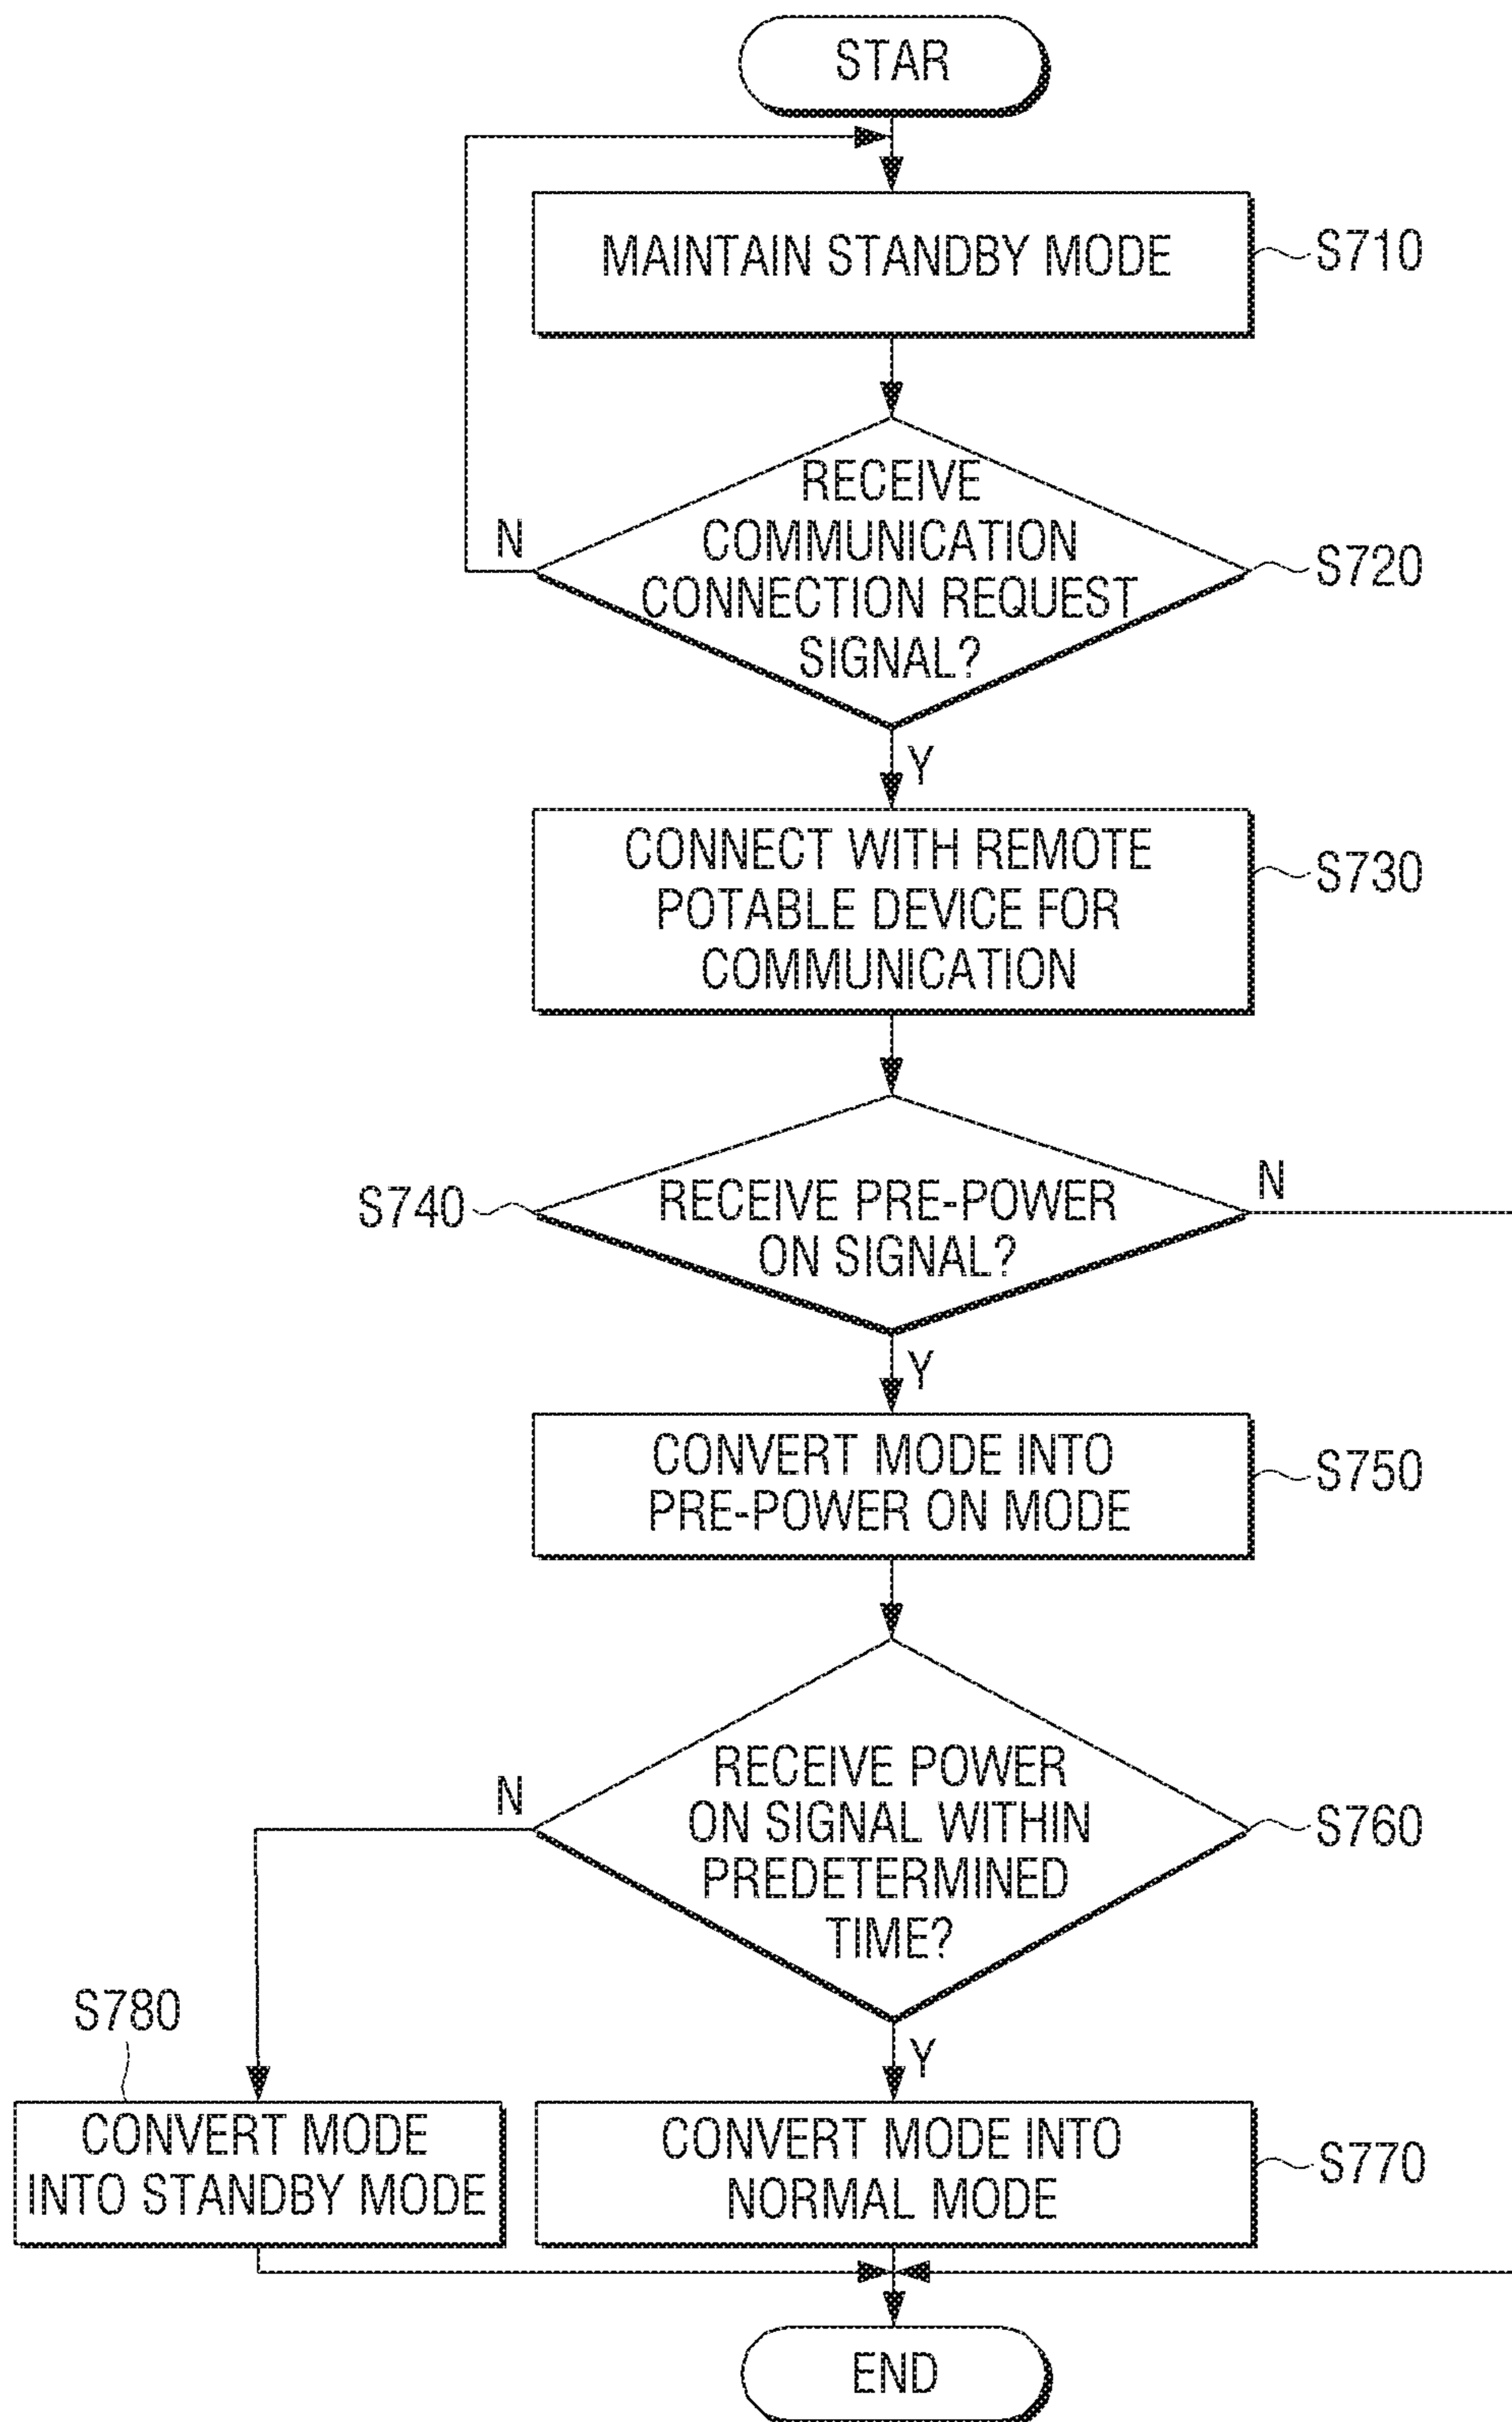 STAR
MAINTAIN STANDBY MODE
S710
RECEIVE
COMMUNICATION
CONNECTION REQUEST
SIGNAL?
N
S720
Y
CONNECT WITH REMOTE
POTABLE DEVICE FOR
COMMUNICATION
S730
S740
RECEIVE PRE-POWER
ON SIGNAL?
N
Y
CONVERT MODE INTO
PRE-POWER ON MODE
S750
N
RECEIVE POWER
ON SIGNAL WITHIN
PREDETERMINED
TIME?
S760
Y
S780
CONVERT MODE
INTO STANDBY MODE
CONVERT MODE INTO
NORMAL MODE
S770
END